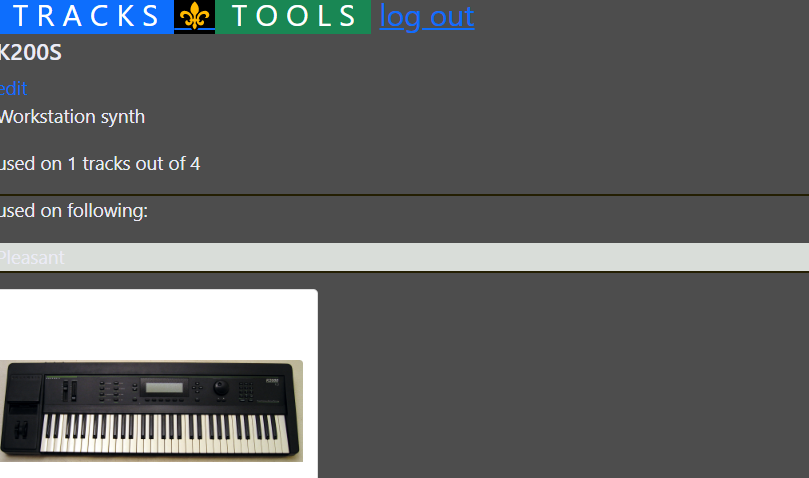 TRACKS TOOLS log out
K200S
edit
Workstation synth
used on 1 tracks out of 4
used on following:
Pleasant